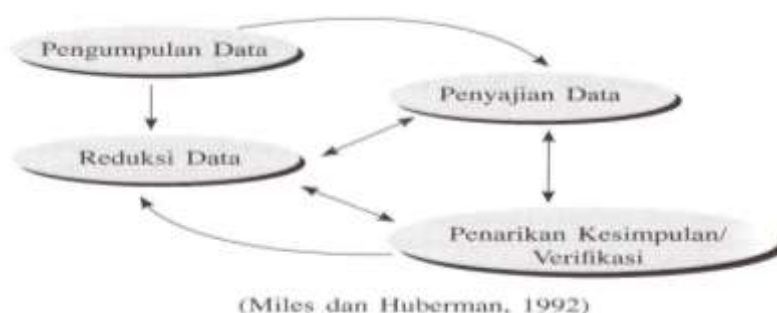 Pengumpulan Data
Penyajian Data
Reduksi Data
Penarikan Kesimpulan/
Verifikasi
(Miles dan Huberman, 1992)